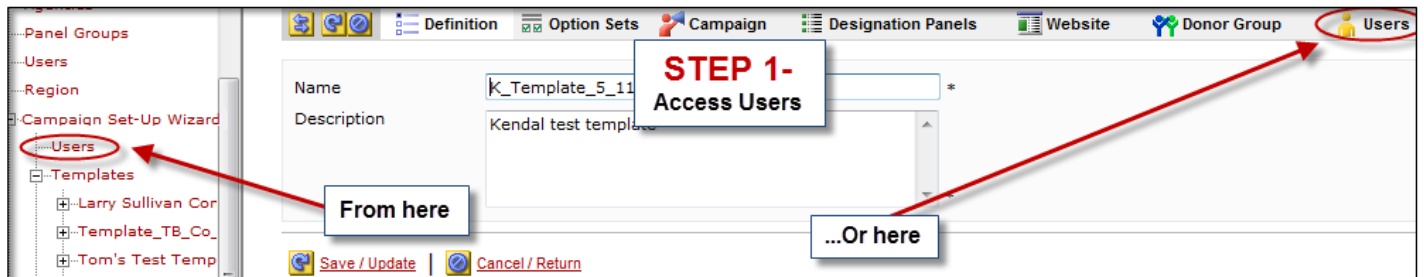 Panel Groups
Users
Region
Campaign Set-Up Wizard
Users
Templates
Larry Sullivan Cor
Template_TB_Co_
Tom's Test Temp
Definition Option Sets Campaign Designation Panels Website Donor Group Users
Name K_Template_5_11 *
Description Kendal test template
*
STEP 1-
Access Users
From here
...Or here
Save / Update | Cancel / Return